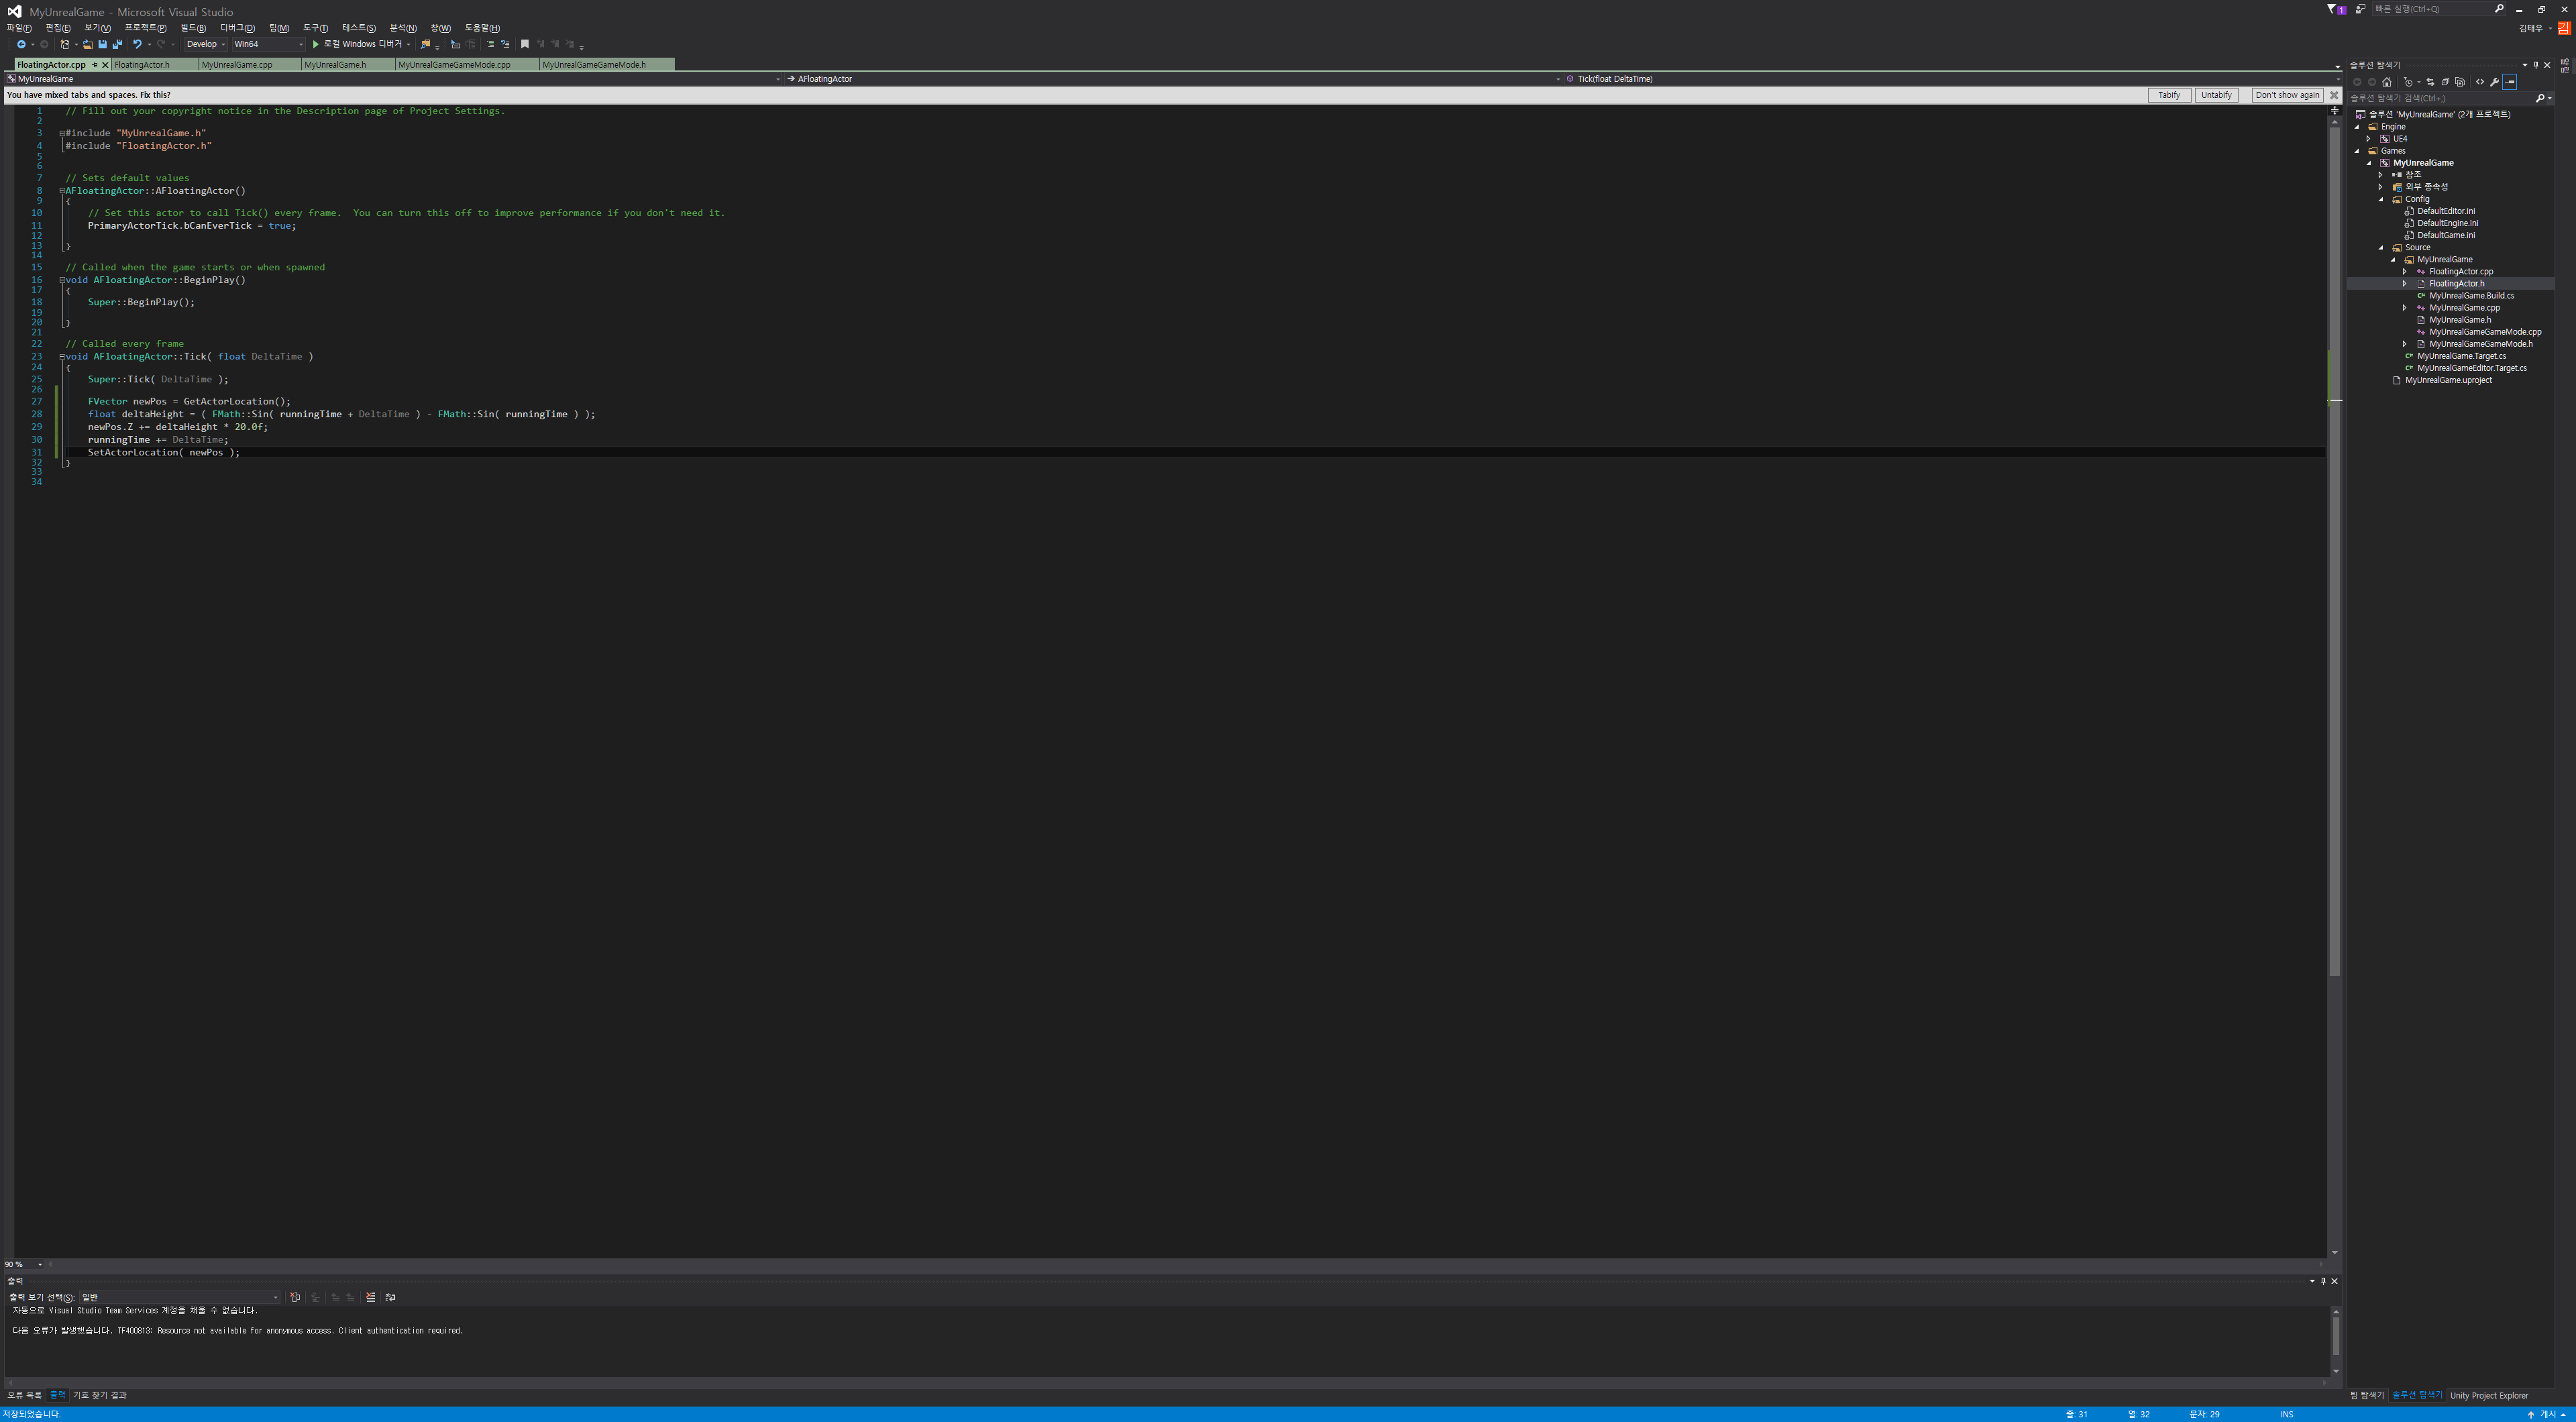 MyUnrealGame - Microsoft Visual Studio
1
빠른 실행(Ctrl+Q)
파일(F) 편집(E) 보기(V) 프로젝트(P) 빌드(B) 디버그(D) 팀(M) 도구(T) 테스트(S) 분석(N) 창(W) 도움말(H)
김태우
김
Develop Win64 로컬 Windows 디버거
FloatingActor.cpp FloatingActor.h MyUnrealGame.cpp MyUnrealGame.h MyUnrealGameGameMode.cpp MyUnrealGameGameMode.h
MyUnrealGame AFloatingActor Tick(float DeltaTime)
You have mixed tabs and spaces. Fix this? Tabify Untabify Don't show again
1 // Fill out your copyright notice in the Description page of Project Settings.
2
3 #include "MyUnrealGame.h"
4 #include "FloatingActor.h"
5
6
7 // Sets default values
8 AFloatingActor::AFloatingActor()
9 {
10 // Set this actor to call Tick() every frame.  You can turn this off to improve performance if you don't need it.
11 PrimaryActorTick.bCanEverTick = true;
12
13 }
14
15 // Called when the game starts or when spawned
16 void AFloatingActor::BeginPlay()
17 {
18 Super::BeginPlay();
19
20 }
21
22 // Called every frame
23 void AFloatingActor::Tick( float DeltaTime )
24 {
25 Super::Tick( DeltaTime );
26
27 FVector newPos = GetActorLocation();
28 float deltaHeight = ( FMath::Sin( runningTime + DeltaTime ) - FMath::Sin( runningTime ) );
29 newPos.Z += deltaHeight * 20.0f;
30 runningTime += DeltaTime;
31 SetActorLocation( newPos );
32 }
33
34
90 %
출력
출력 보기 선택(S): 일반
자동으로 Visual Studio Team Services 계정을 채울 수 없습니다.
다음 오류가 발생했습니다. TF400813: Resource not available for anonymous access. Client authentication required.
오류 목록 출력 기호 찾기 결과
솔루션 탐색기
솔루션 탐색기 검색(Ctrl+;)
솔루션 'MyUnrealGame' (2개 프로젝트)
Engine
UE4
Games
MyUnrealGame
참조
외부 종속성
Config
DefaultEditor.ini
DefaultEngine.ini
DefaultGame.ini
Source
MyUnrealGame
FloatingActor.cpp
FloatingActor.h
MyUnrealGame.Build.cs
MyUnrealGame.cpp
MyUnrealGame.h
MyUnrealGameGameMode.cpp
MyUnrealGameGameMode.h
MyUnrealGame.Target.cs
MyUnrealGameEditor.Target.cs
MyUnrealGame.uproject
팀 탐색기 솔루션 탐색기 Unity Project Explorer
저장되었습니다. 줄: 31 열: 32 문자: 29 INS 게시